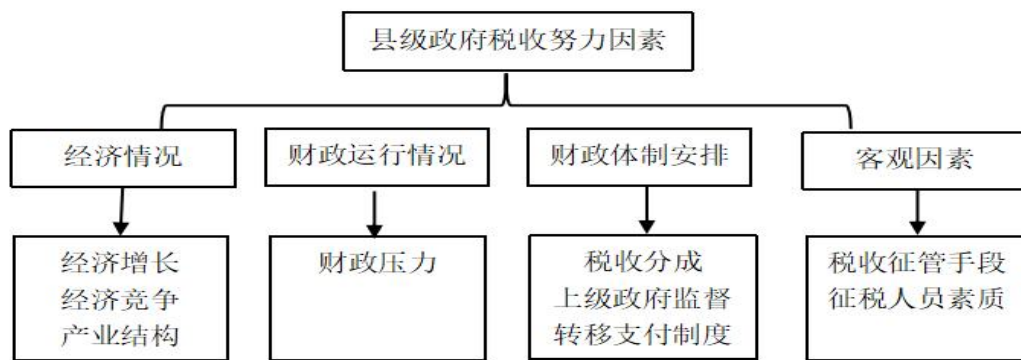 县级政府税收努力因素
经济情况
财政运行情况
财政体制安排
客观因素
经济增长
经济竞争
产业结构
财政压力
税收分成
上级政府监督
转移支付制度
税收征管手段
征税人员素质